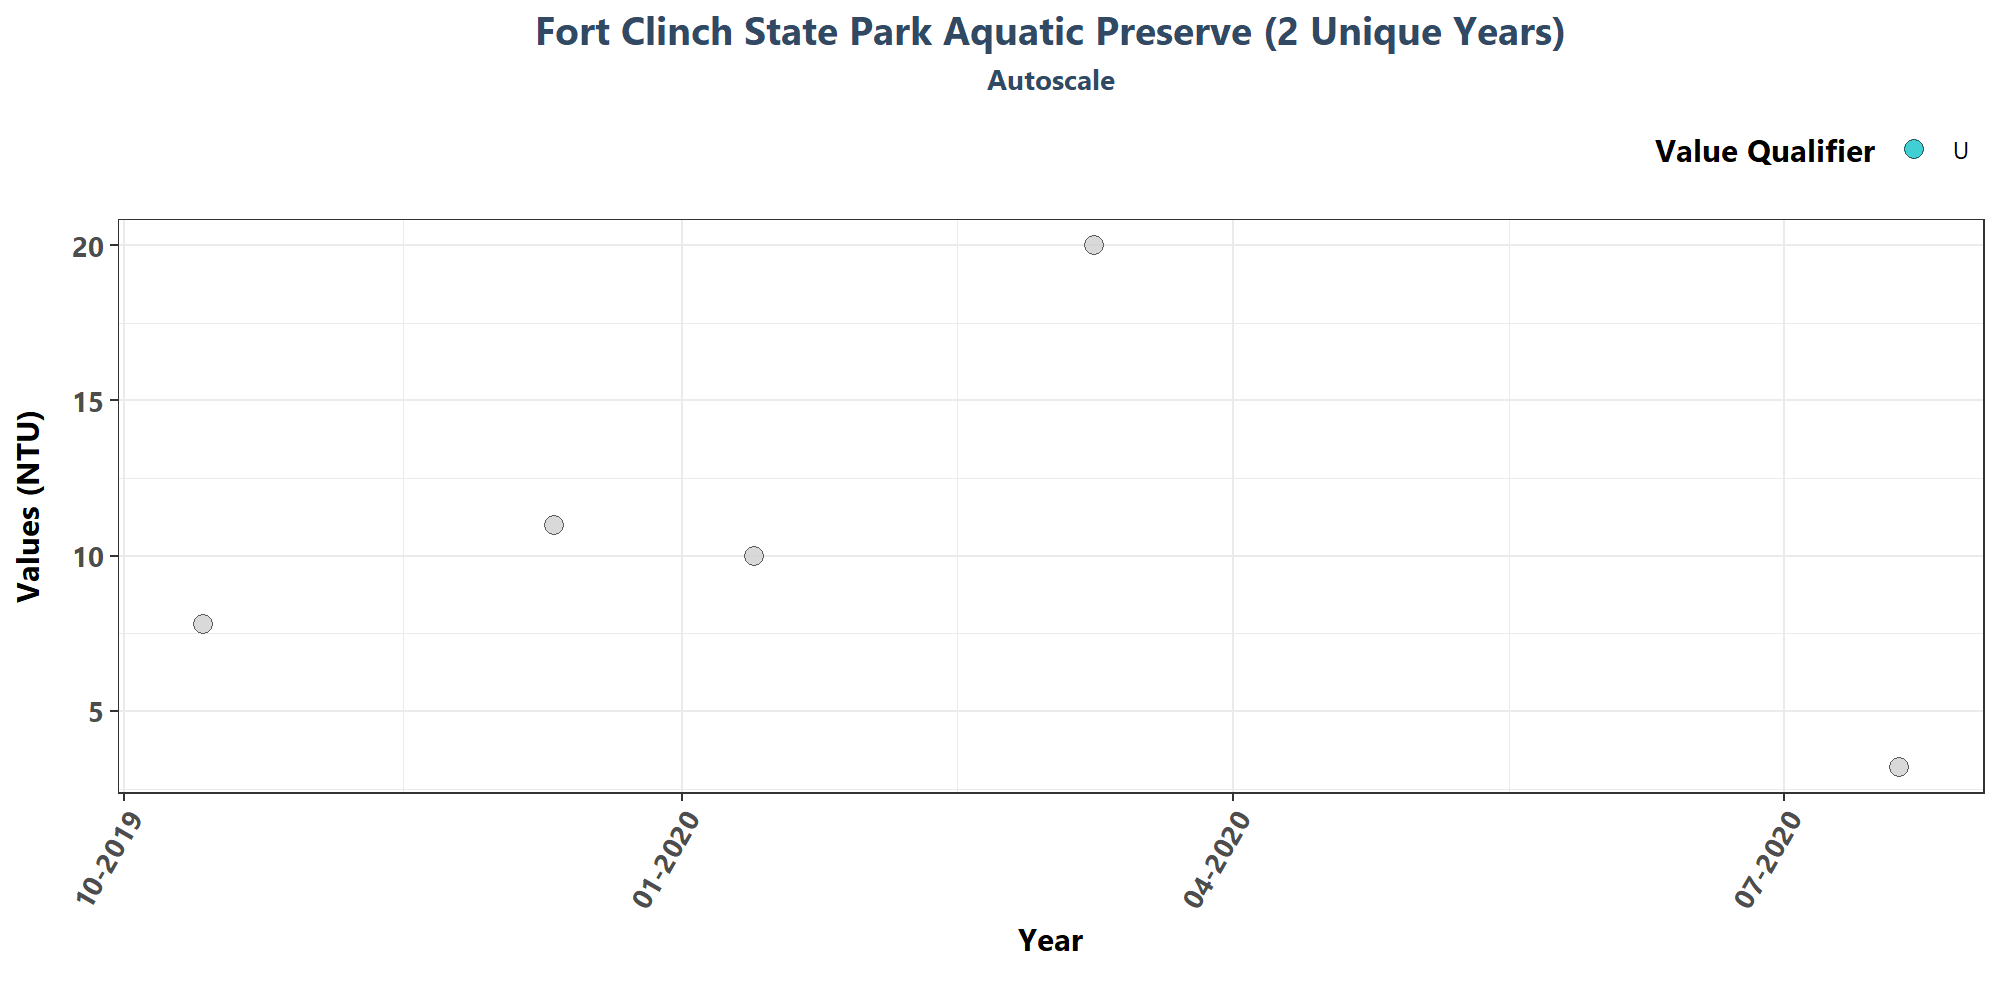 Fort Clinch State Park Aquatic Preserve (2 Unique Years)
Autoscale
Value Qualifier U
20
15
10
5
Values (NTU)
10-2019
01-2020
04-2020
07-2020
Year